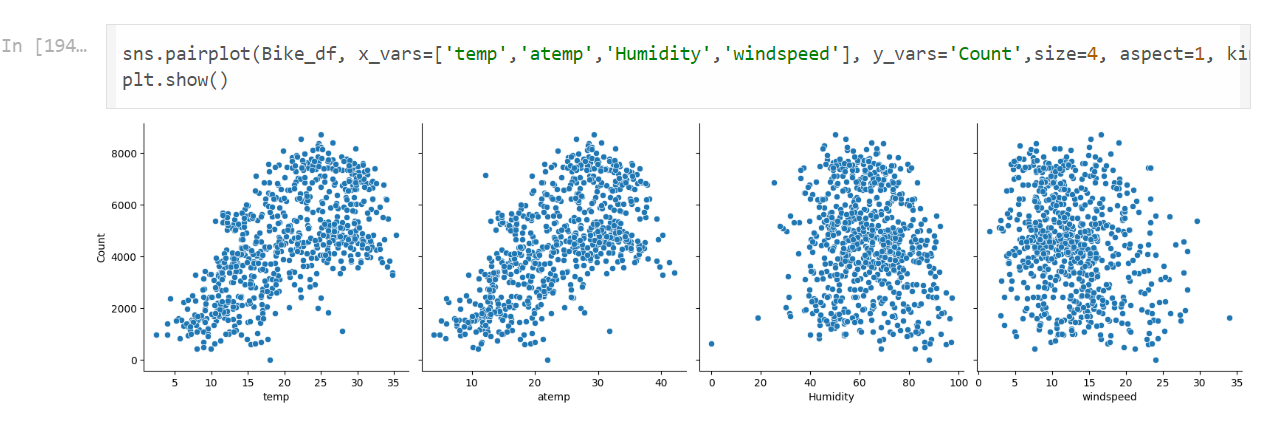 In [194…
sns.pairplot(Bike_df, x_vars=['temp','atemp','Humidity','windspeed'], y_vars='Count',size=4, aspect=1, ki
plt.show()
8000
6000
4000
2000
0
Count
5 10 15 20 25 30 35
temp
10 20 30 40
atemp
0 20 40 60 80 100
Humidity
0 5 10 15 20 25 30 35
windspeed